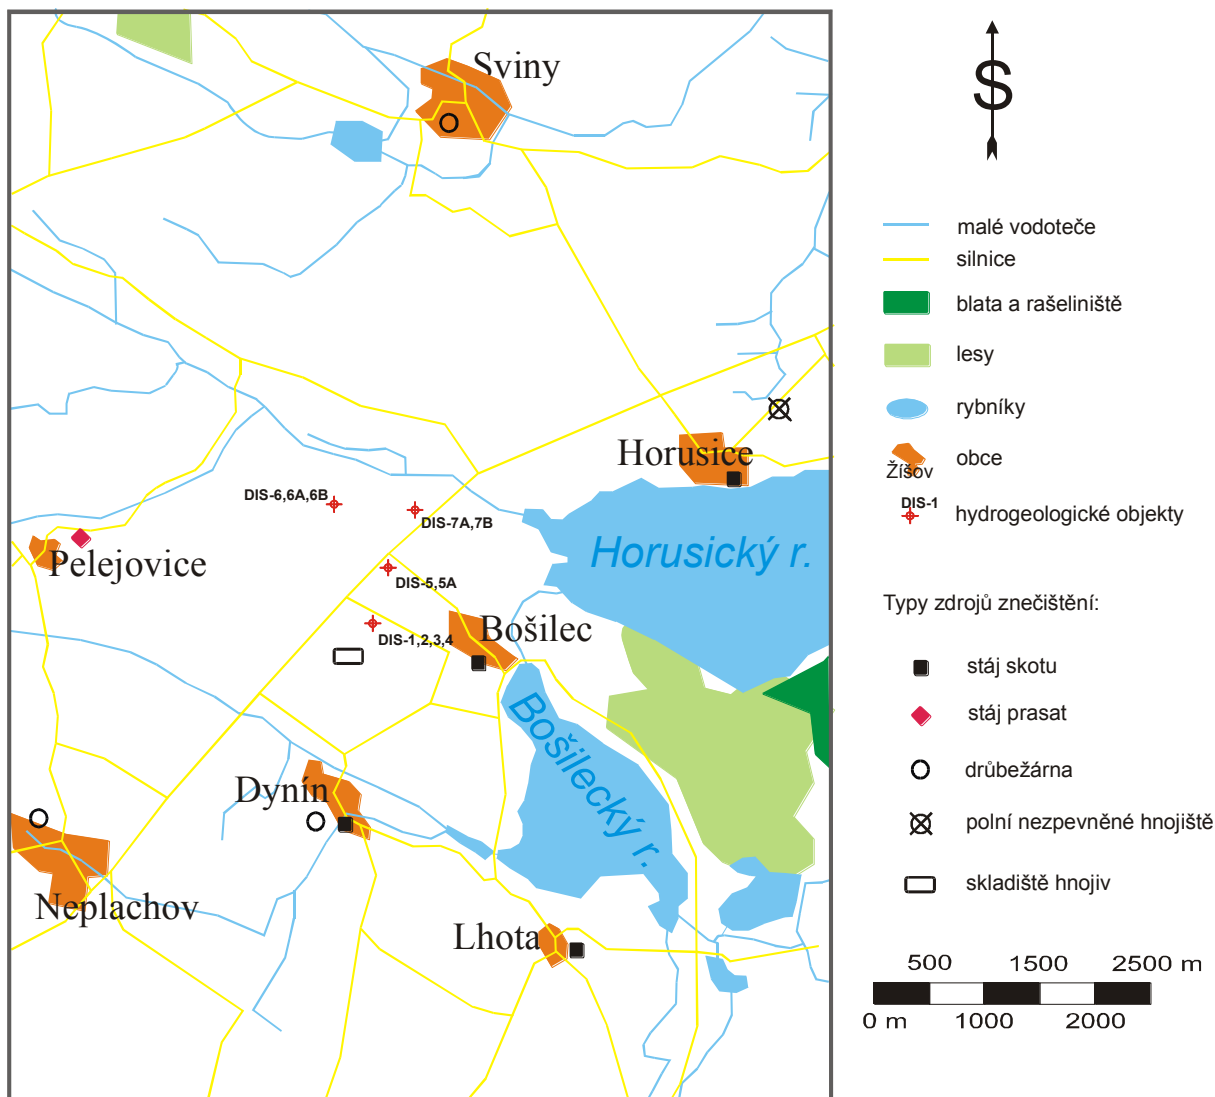 Sviny
Horusice
DIS-6,6A,6B
DIS-7A,7B
Horusický r.
Pelejovice
DIS-5,5A
Bošilec
DIS-1,2,3,4
Bošilecký r.
Dynín
Neplachov
Lhota
S
malé vodoteče
silnice
blata a rašeliniště
lesy
rybníky
obce
Žíšov
DIS-1
hydrogeologické objekty
Typy zdrojů znečištění:
stáj skotu
stáj prasat
drůbežárna
polní nezpevněné hnojiště
skladiště hnojiv
500 1500 2500 m
0 m 1000 2000